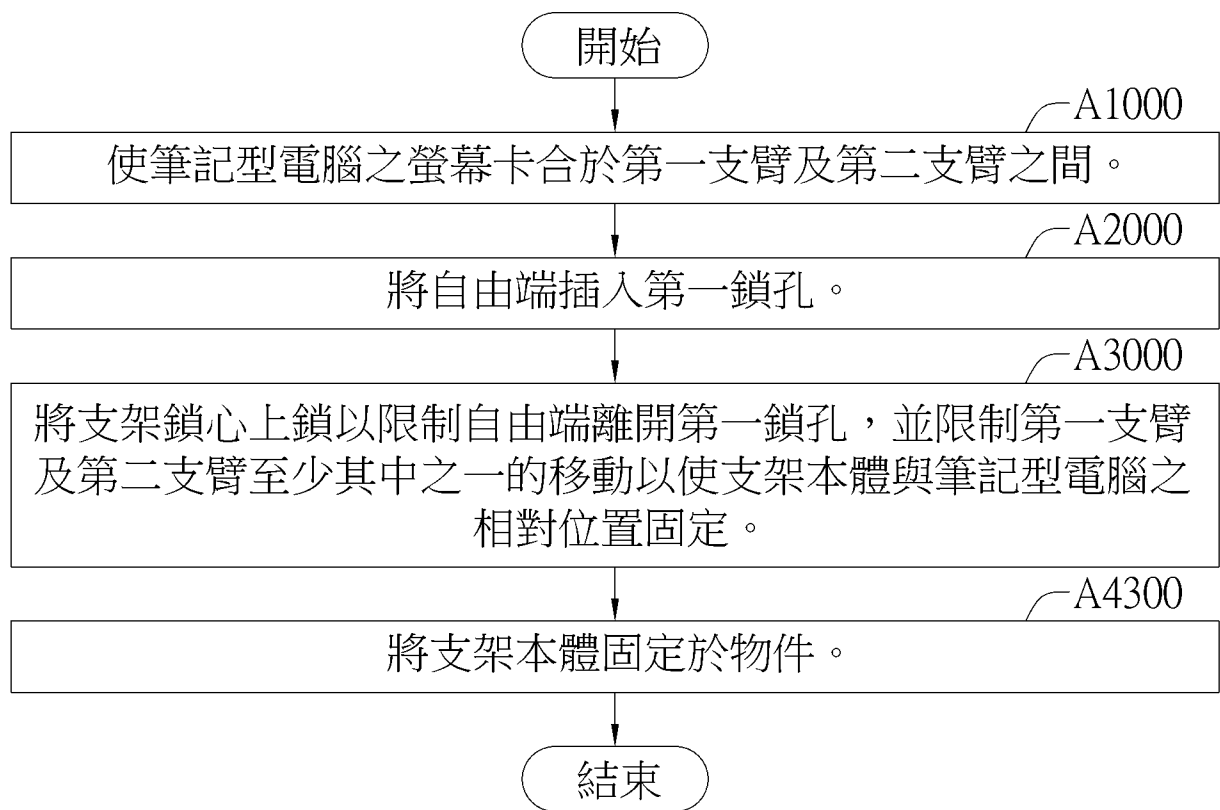 開始
A1000
使筆記型電腦之螢幕卡合於第一支臂及第二支臂之間。
A2000
將自由端插入第一鎖孔。
A3000
將支架鎖心上鎖以限制自由端離開第一鎖孔，並限制第一支臂
及第二支臂至少其中之一的移動以使支架本體與筆記型電腦之
相對位置固定。
A4300
將支架本體固定於物件。
結束